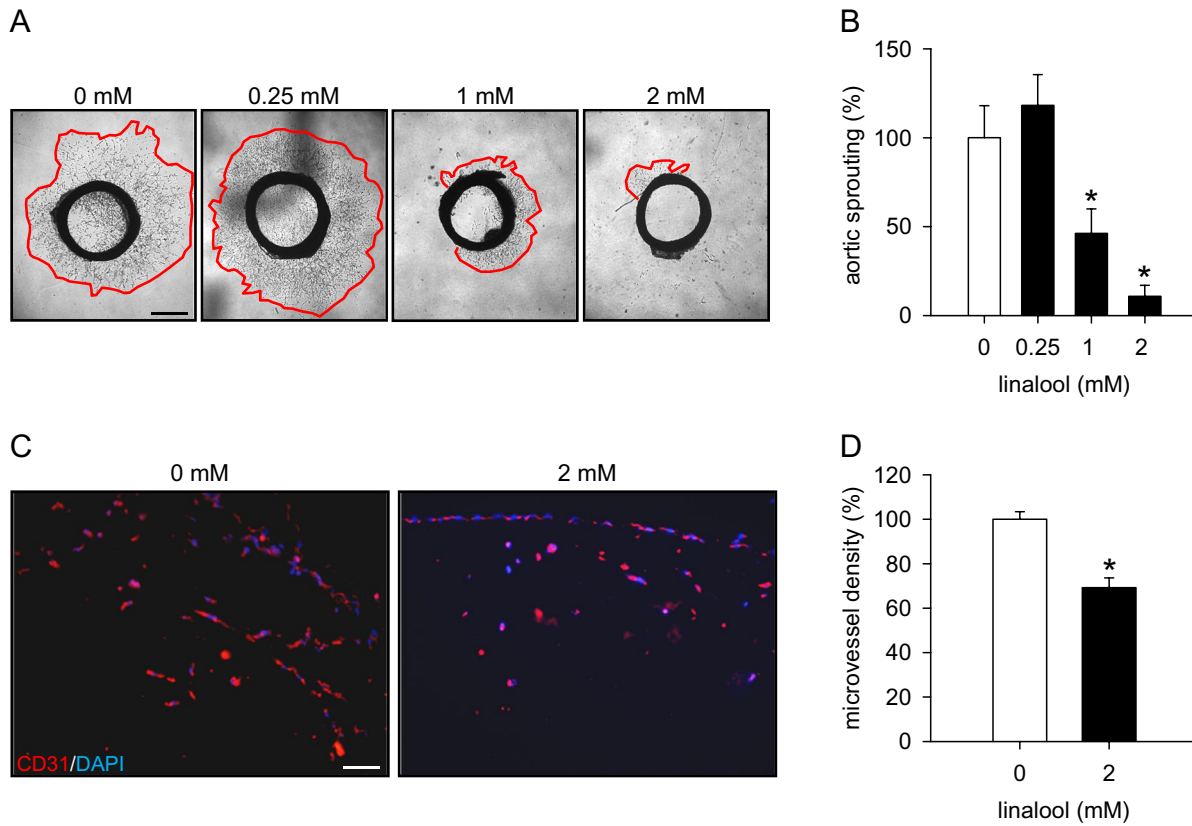 A
0 mM 0.25 mM 1 mM 2 mM
B
150
100
50
0
aortic sprouting (%)
* *
0 0.25 1 2
linalool (mM)
C
0 mM 2 mM
CD31/DAPI
D
120
100
80
60
40
20
0
microvessel density (%)
*
0 2
linalool (mM)